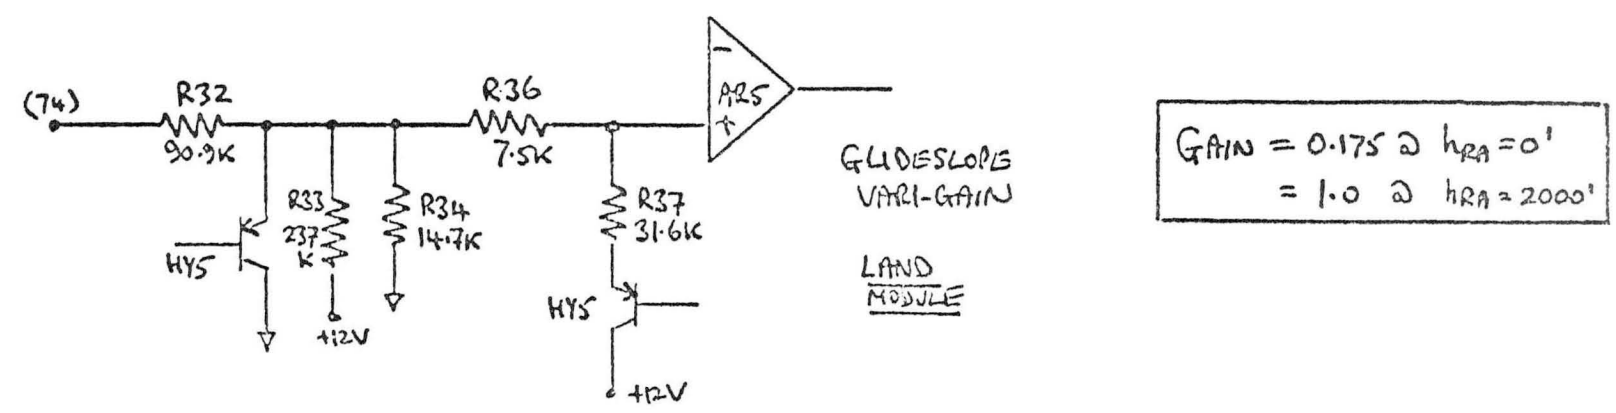 (74)
R32
90.9K
R36
7.5K
-
AR5
+
GLIDESLOPE
VARI-GAIN
LAND
MODULE
HY5
R33
237
K
+12V
R34
14.7K
R37
31.6K
HY5
+12V
GAIN = 0.175 @ hRA = 0'
= 1.0 @ hRA = 2000'